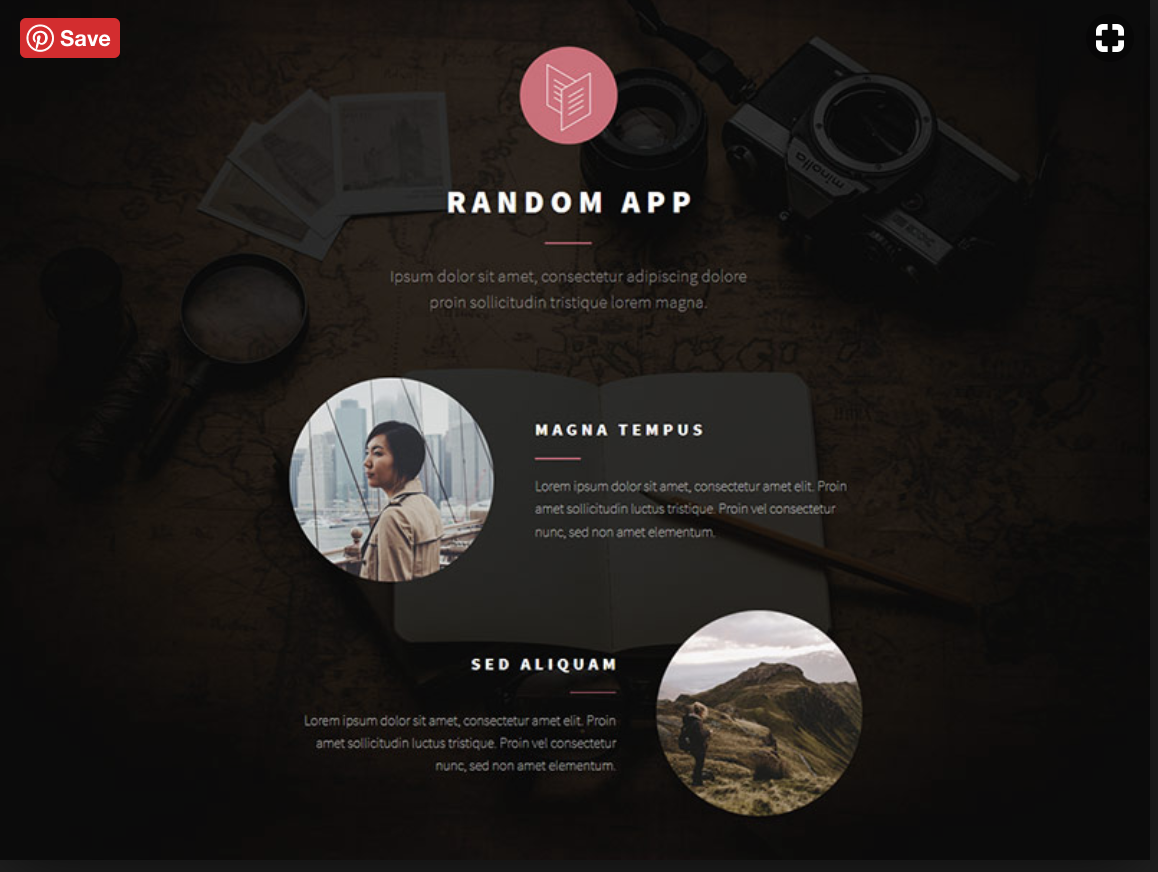 Save
minolta
RANDOM APP
Ipsum dolor sit amet, consectetur adipiscing dolore
proin sollicitudin tristique lorem magna.
MAGNA TEMPUS
Lorem ipsum dolor sit amet, consectetur amet elit. Proin
amet sollicitudin luctus tristique. Proin vel consectetur
nunc, sed non amet elementum.
SED ALIQUAM
Lorem ipsum dolor sit amet, consectetur amet elit. Proin
amet sollicitudin luctus tristique. Proin vel consectetur
nunc, sed non amet elementum.